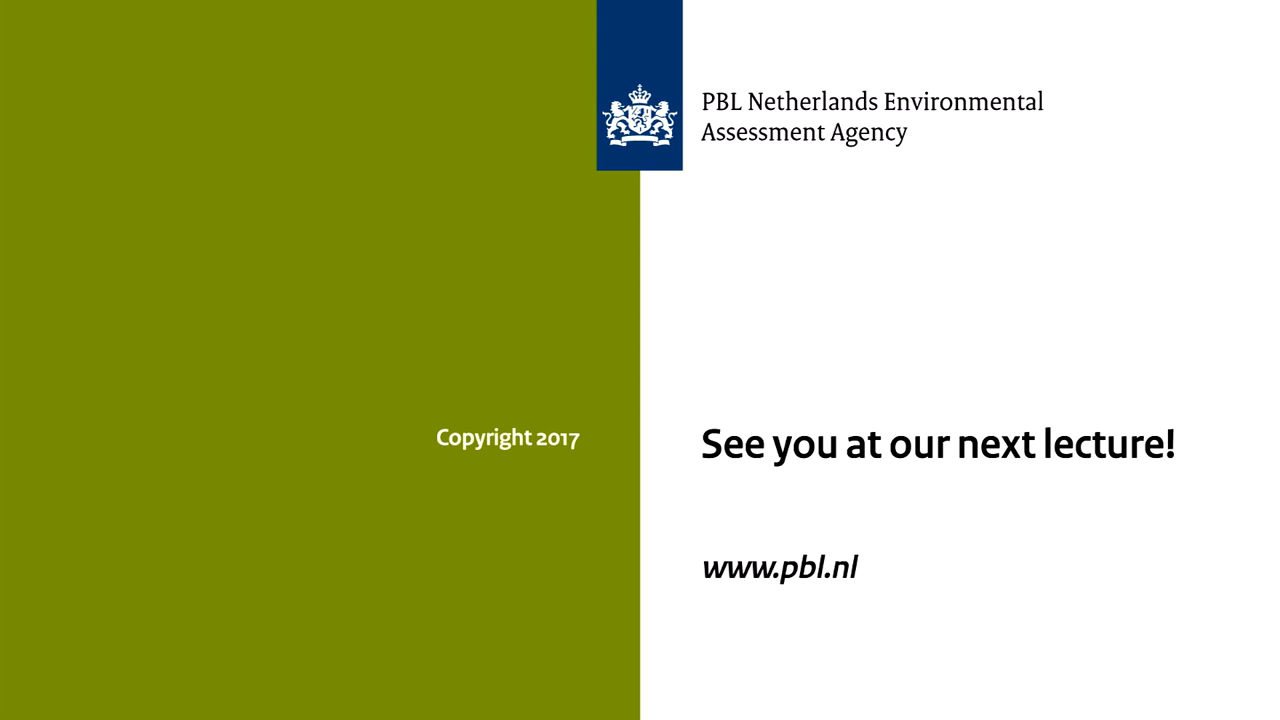 PBL Netherlands Environmental
Assessment Agency
Copyright 2017
See you at our next lecture!
www.pbl.nl